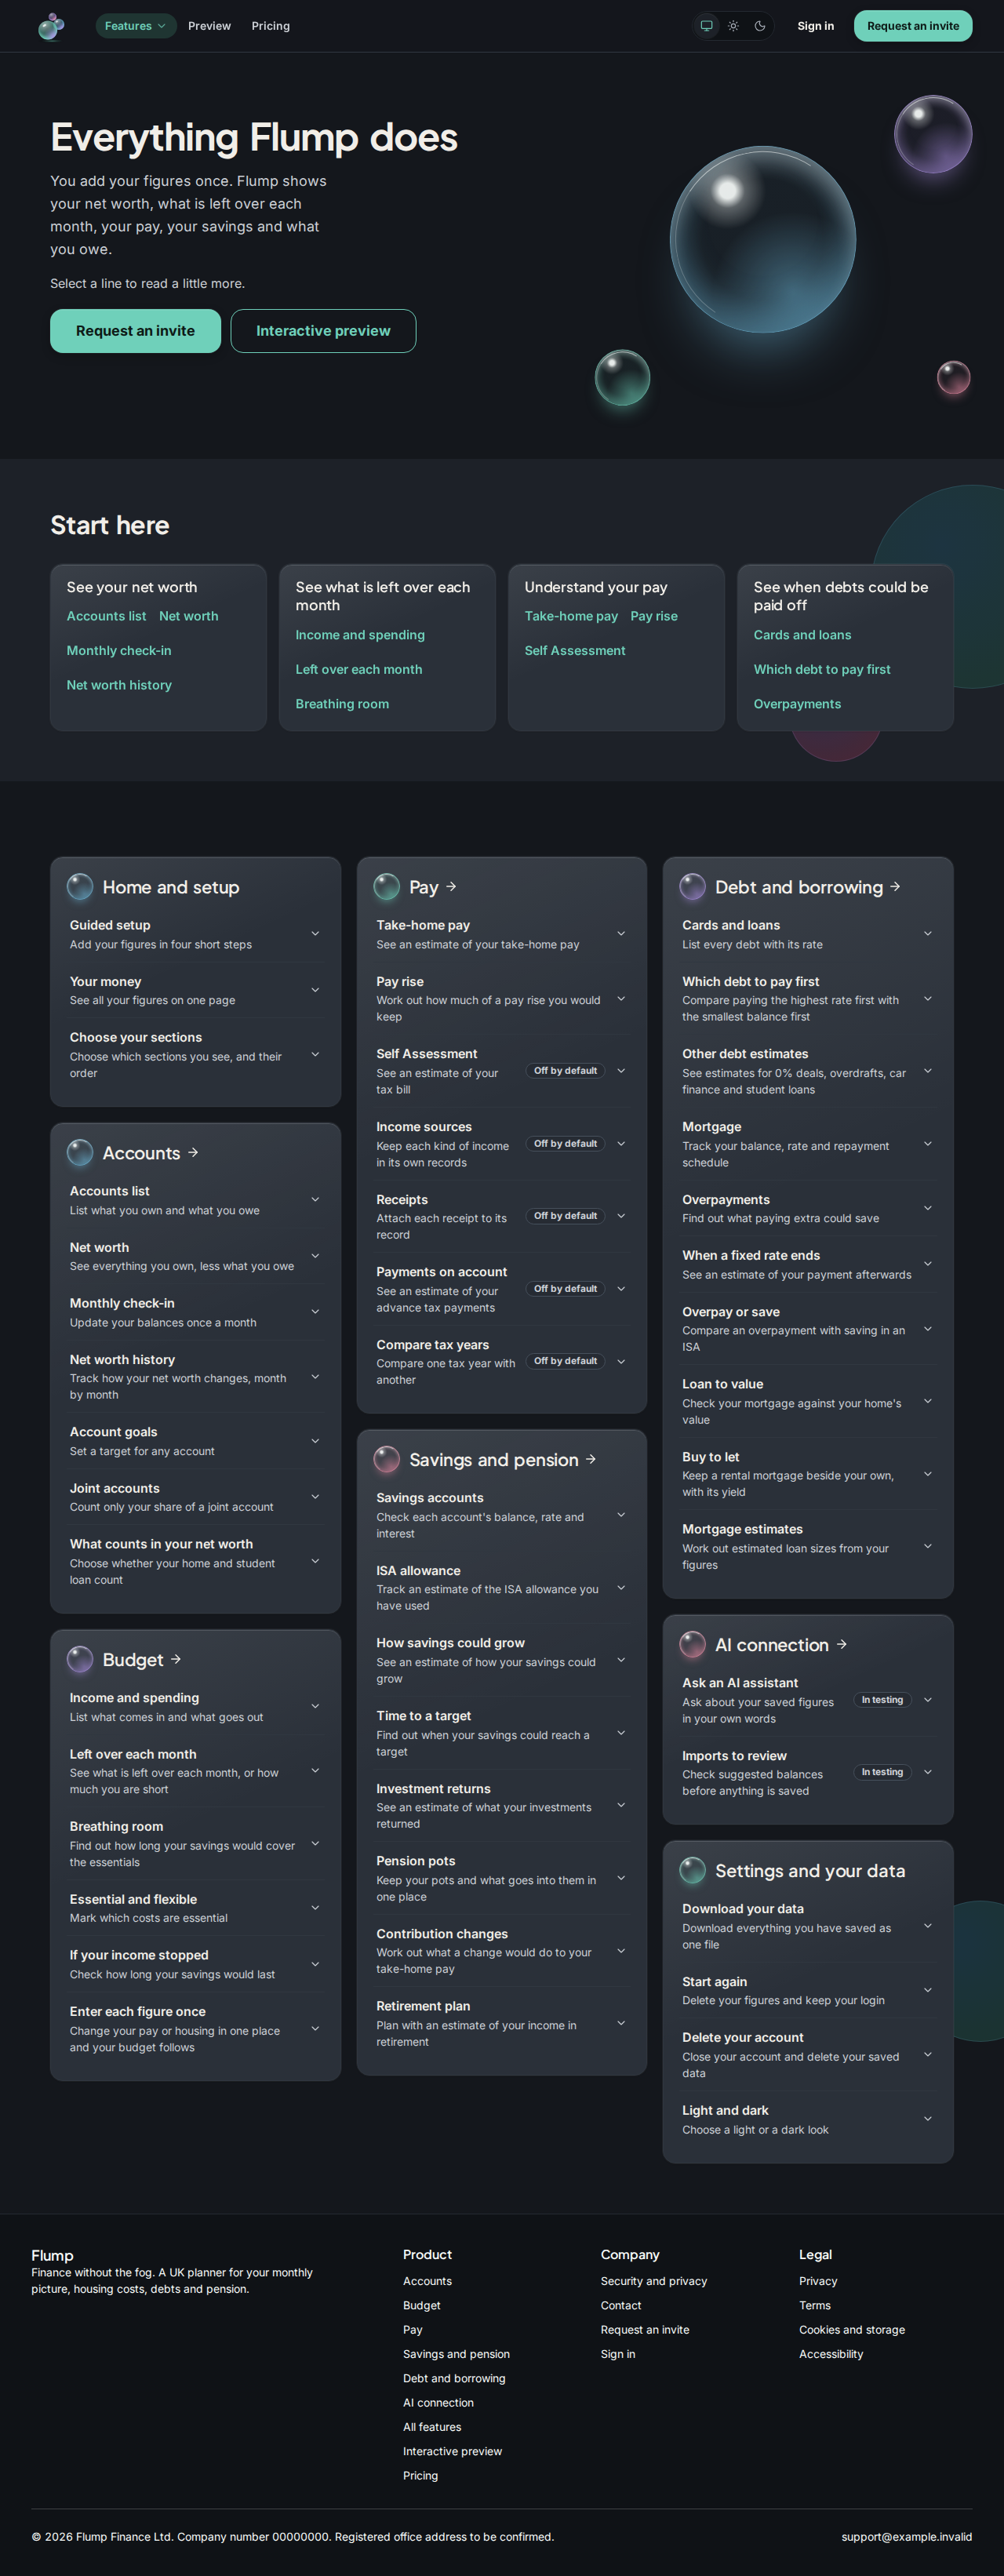 Features Preview Pricing Sign in Request an invite
Everything Flump does
You add your figures once. Flump shows
your net worth, what is left over each
month, your pay, your savings and what
you owe.
Select a line to read a little more.
Request an invite Interactive preview
Start here
See your net worth
Accounts list Net worth
Monthly check-in
Net worth history
See what is left over each
month
Income and spending
Left over each month
Breathing room
Understand your pay
Take-home pay Pay rise
Self Assessment
See when debts could be
paid off
Cards and loans
Which debt to pay first
Overpayments
Home and setup
Guided setup
Add your figures in four short steps
Your money
See all your figures on one page
Choose your sections
Choose which sections you see, and their
order
Accounts
Accounts list
List what you own and what you owe
Net worth
See everything you own, less what you owe
Monthly check-in
Update your balances once a month
Net worth history
Track how your net worth changes, month
by month
Account goals
Set a target for any account
Joint accounts
Count only your share of a joint account
What counts in your net worth
Choose whether your home and student
loan count
Budget
Income and spending
List what comes in and what goes out
Left over each month
See what is left over each month, or how
much you are short
Breathing room
Find out how long your savings would cover
the essentials
Essential and flexible
Mark which costs are essential
If your income stopped
Check how long your savings would last
Enter each figure once
Change your pay or housing in one place
and your budget follows
Pay
Take-home pay
See an estimate of your take-home pay
Pay rise
Work out how much of a pay rise you would
keep
Self Assessment
See an estimate of your
tax bill
Off by default
Income sources
Keep each kind of income
in its own records
Off by default
Receipts
Attach each receipt to its
record
Off by default
Payments on account
See an estimate of your
advance tax payments
Off by default
Compare tax years
Compare one tax year with
another
Off by default
Savings and pension
Savings accounts
Check each account's balance, rate and
interest
ISA allowance
Track an estimate of the ISA allowance you
have used
How savings could grow
See an estimate of how your savings could
grow
Time to a target
Find out when your savings could reach a
target
Investment returns
See an estimate of what your investments
returned
Pension pots
Keep your pots and what goes into them in
one place
Contribution changes
Work out what a change would do to your
take-home pay
Retirement plan
Plan with an estimate of your income in
retirement
Debt and borrowing
Cards and loans
List every debt with its rate
Which debt to pay first
Compare paying the highest rate first with
the smallest balance first
Other debt estimates
See estimates for 0% deals, overdrafts, car
finance and student loans
Mortgage
Track your balance, rate and repayment
schedule
Overpayments
Find out what paying extra could save
When a fixed rate ends
See an estimate of your payment afterwards
Overpay or save
Compare an overpayment with saving in an
ISA
Loan to value
Check your mortgage against your home's
value
Buy to let
Keep a rental mortgage beside your own,
with its yield
Mortgage estimates
Work out estimated loan sizes from your
figures
AI connection
Ask an AI assistant
Ask about your saved figures
in your own words
In testing
Imports to review
Check suggested balances
before anything is saved
In testing
Settings and your data
Download your data
Download everything you have saved as
one file
Start again
Delete your figures and keep your login
Delete your account
Close your account and delete your saved
data
Light and dark
Choose a light or a dark look
Flump
Finance without the fog. A UK planner for your monthly
picture, housing costs, debts and pension.
Product
Accounts
Budget
Pay
Savings and pension
Debt and borrowing
AI connection
All features
Interactive preview
Pricing
Company
Security and privacy
Contact
Request an invite
Sign in
Legal
Privacy
Terms
Cookies and storage
Accessibility
© 2026 Flump Finance Ltd. Company number 00000000. Registered office address to be confirmed.
support@example.invalid